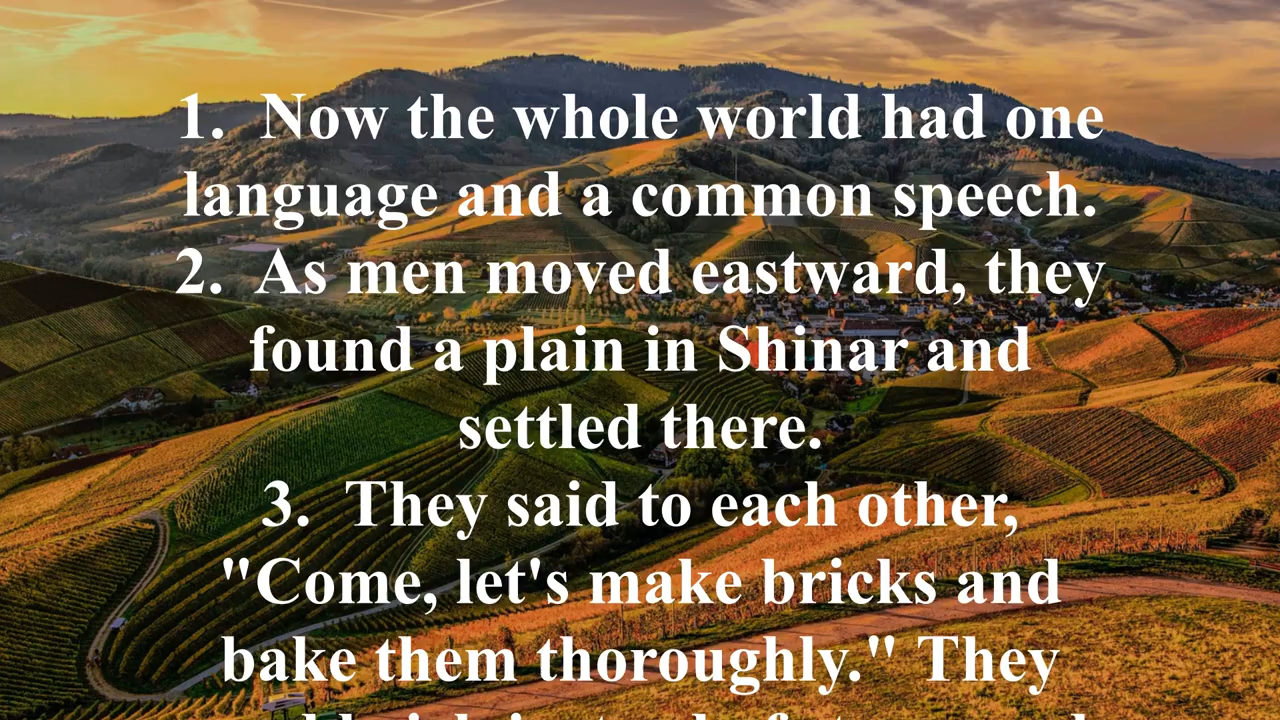 1.  Now the whole world had one
language and a common speech.
2.  As men moved eastward, they
found a plain in Shinar and
settled there.
3.  They said to each other,
"Come, let's make bricks and
bake them thoroughly." They